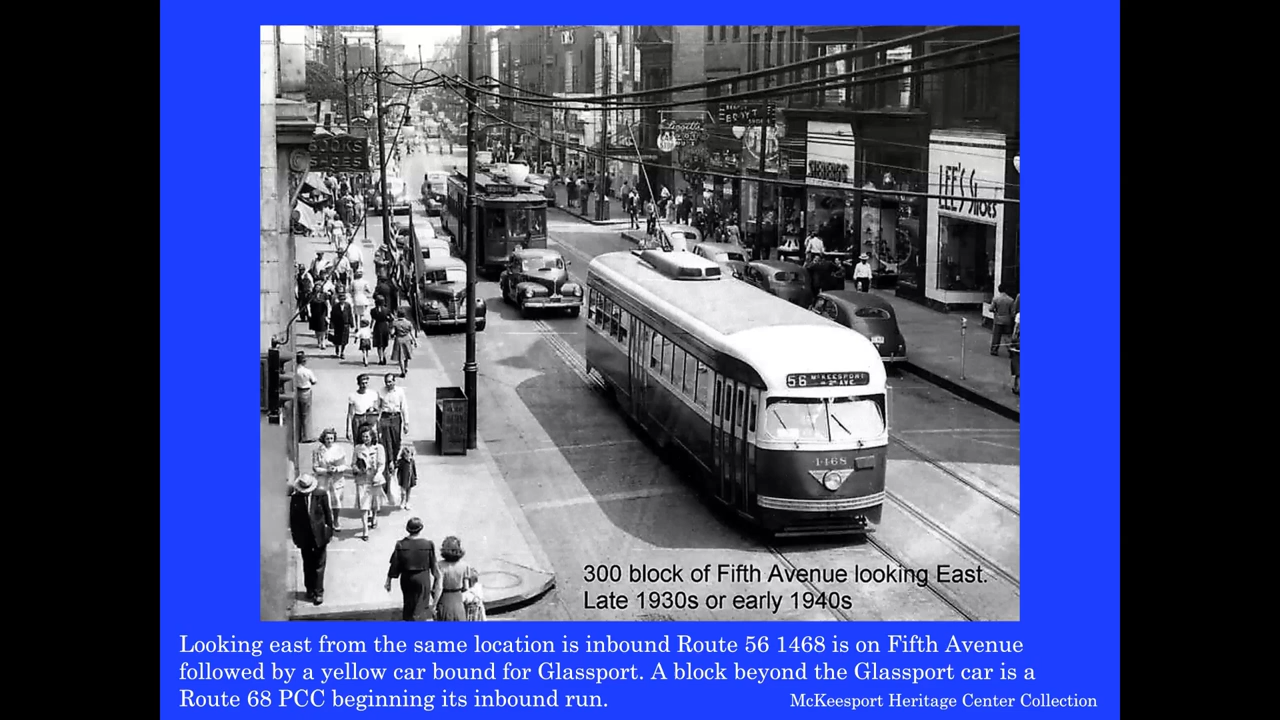 BOOKS
SHOES
LEE'S Shoes
56 McKEESPORT
2ND AVE.
1468
300 block of Fifth Avenue looking East.
Late 1930s or early 1940s
Looking east from the same location is inbound Route 56 1468 is on Fifth Avenue
followed by a yellow car bound for Glassport. A block beyond the Glassport car is a
Route 68 PCC beginning its inbound run.
McKeesport Heritage Center Collection